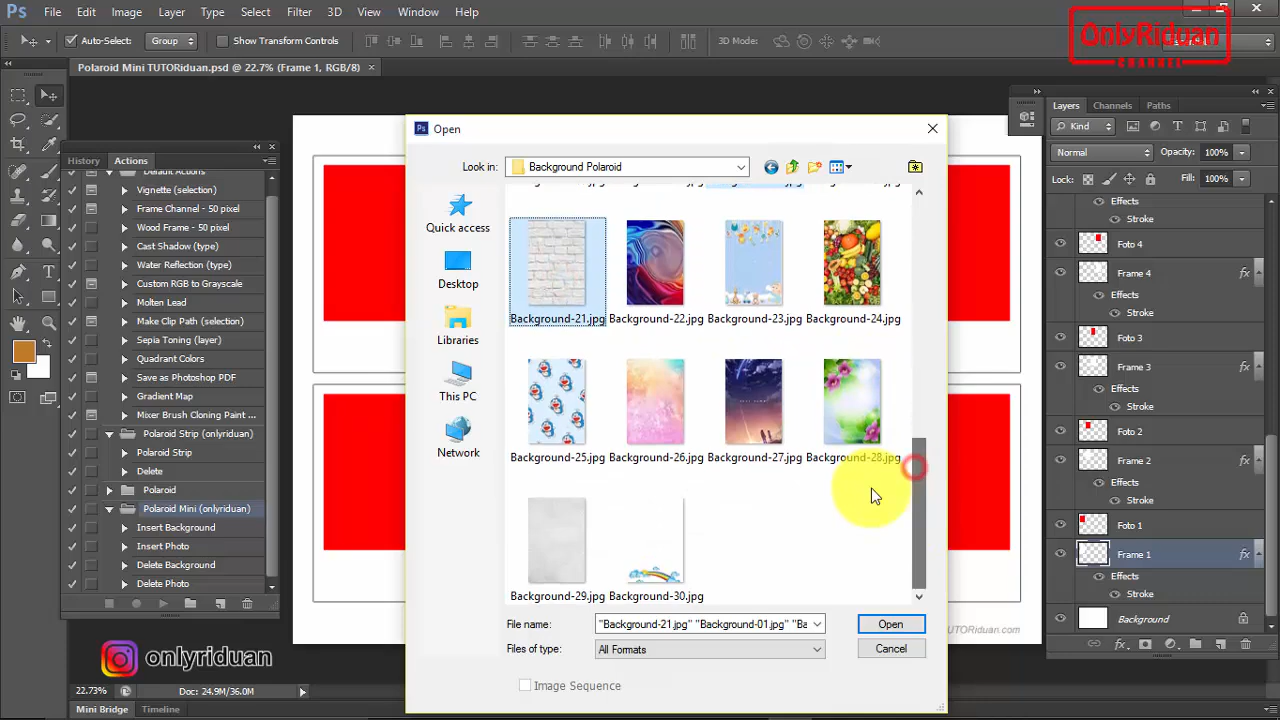 Ps File Edit Image Layer Type Select Filter 3D View Window Help
Auto-Select: Group Show Transform Controls 3D Mode:
OnlyRiduan
CHANNEL
Polaroid Mini TUTORiduan.psd @ 22.7% (Frame 1, RGB/8)
History Actions
Default Actions
Vignette (selection)
Frame Channel - 50 pixel
Wood Frame - 50 pixel
Cast Shadow (type)
Water Reflection (type)
Custom RGB to Grayscale
Molten Lead
Make Clip Path (selection)
Sepia Toning (layer)
Quadrant Colors
Save as Photoshop PDF
Gradient Map
Mixer Brush Cloning Paint ...
Polaroid Strip (onlyriduan)
Polaroid Strip
Delete
Polaroid
Polaroid Mini (onlyriduan)
Insert Background
Insert Photo
Delete Background
Delete Photo
onlyriduan
22.73% Doc: 24.9M/36.0M
Mini Bridge Timeline
Ps Open
Look in: Background Polaroid
Quick access
Desktop
Libraries
This PC
Network
Background-21.jpg Background-22.jpg Background-23.jpg Background-24.jpg
Background-25.jpg Background-26.jpg Background-27.jpg Background-28.jpg
Background-29.jpg Background-30.jpg
File name: "Background-21.jpg" "Background-01.jpg" "Ba Open
Files of type: All Formats Cancel
Image Sequence
Layers Channels Paths
Kind
Normal Opacity: 100%
Lock: Fill: 100%
Effects
Stroke
Foto 4
Frame 4 fx
Effects
Stroke
Foto 3
Frame 3 fx
Effects
Stroke
Foto 2
Frame 2 fx
Effects
Stroke
Foto 1
Frame 1 fx
Effects
Stroke
Background
TUTORiduan.com